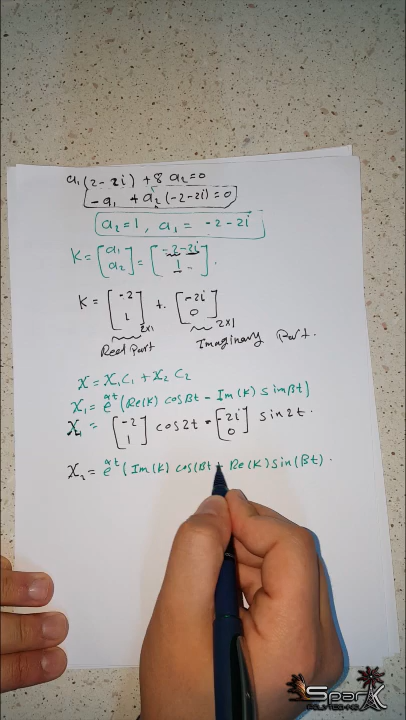 a₁(2-2i) + 8 a₂ = 0
-a₁ + a₂(-2-2i) = 0
a₂ = 1, a₁ = -2-2i
K = [a₁ a₂] = [-2-2i 1].
K = [-2 1]₂ₓ₁ + [-2i 0]₂ₓ₁
Real Part Imaginary Part.
X = X₁C₁ + X₂C₂
X₁ = e^αt (Re(K) cosβt - Im(K) sinβt)
X₁ = [-2 1] cos2t - [2i 0] sin2t.
X₂ = e^αt (Im(K) cos(βt + Re(K) sin(βt).
Spark